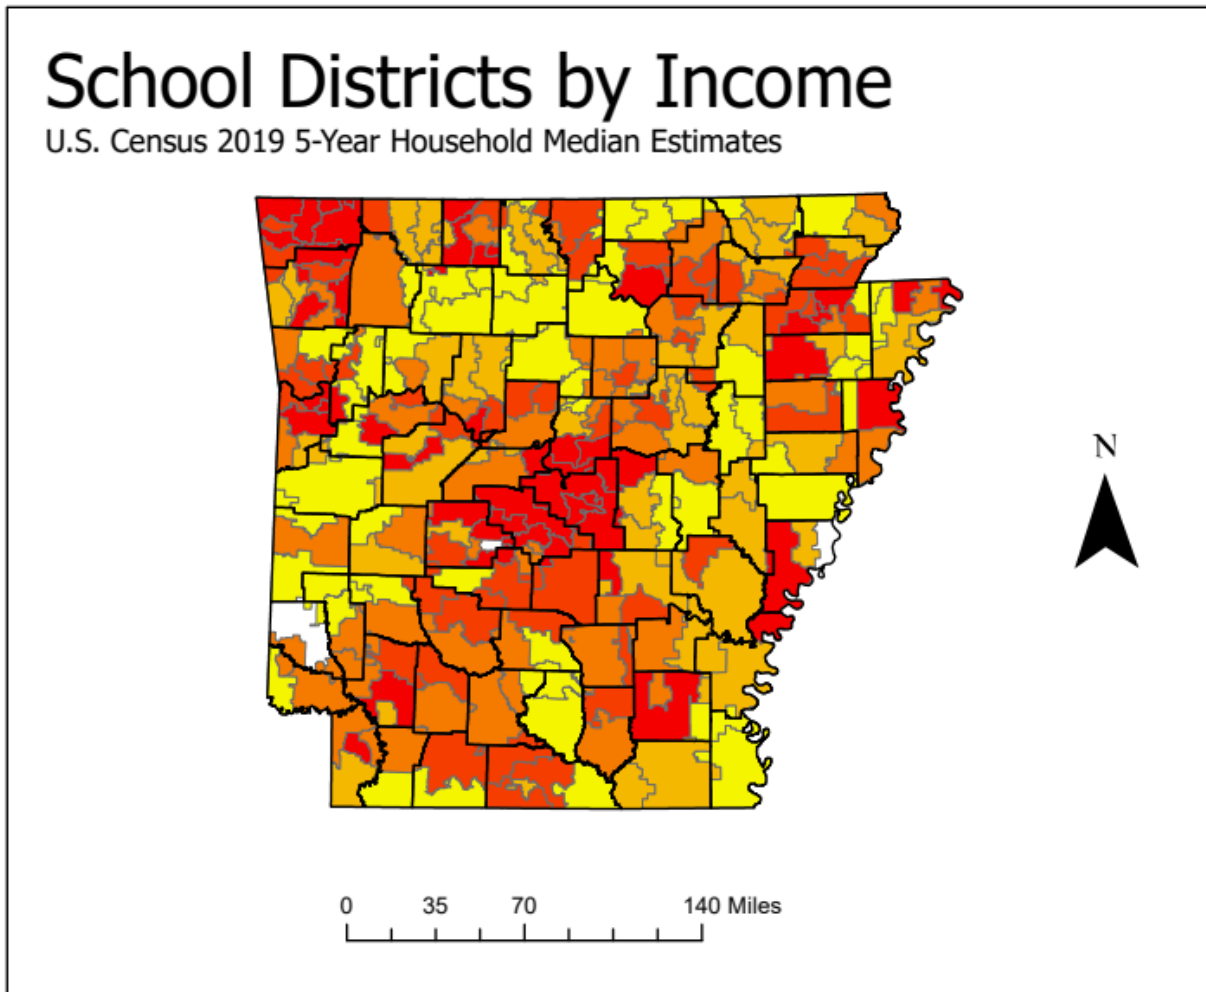 School Districts by Income
U.S. Census 2019 5-Year Household Median Estimates
N
0 35 70 140 Miles